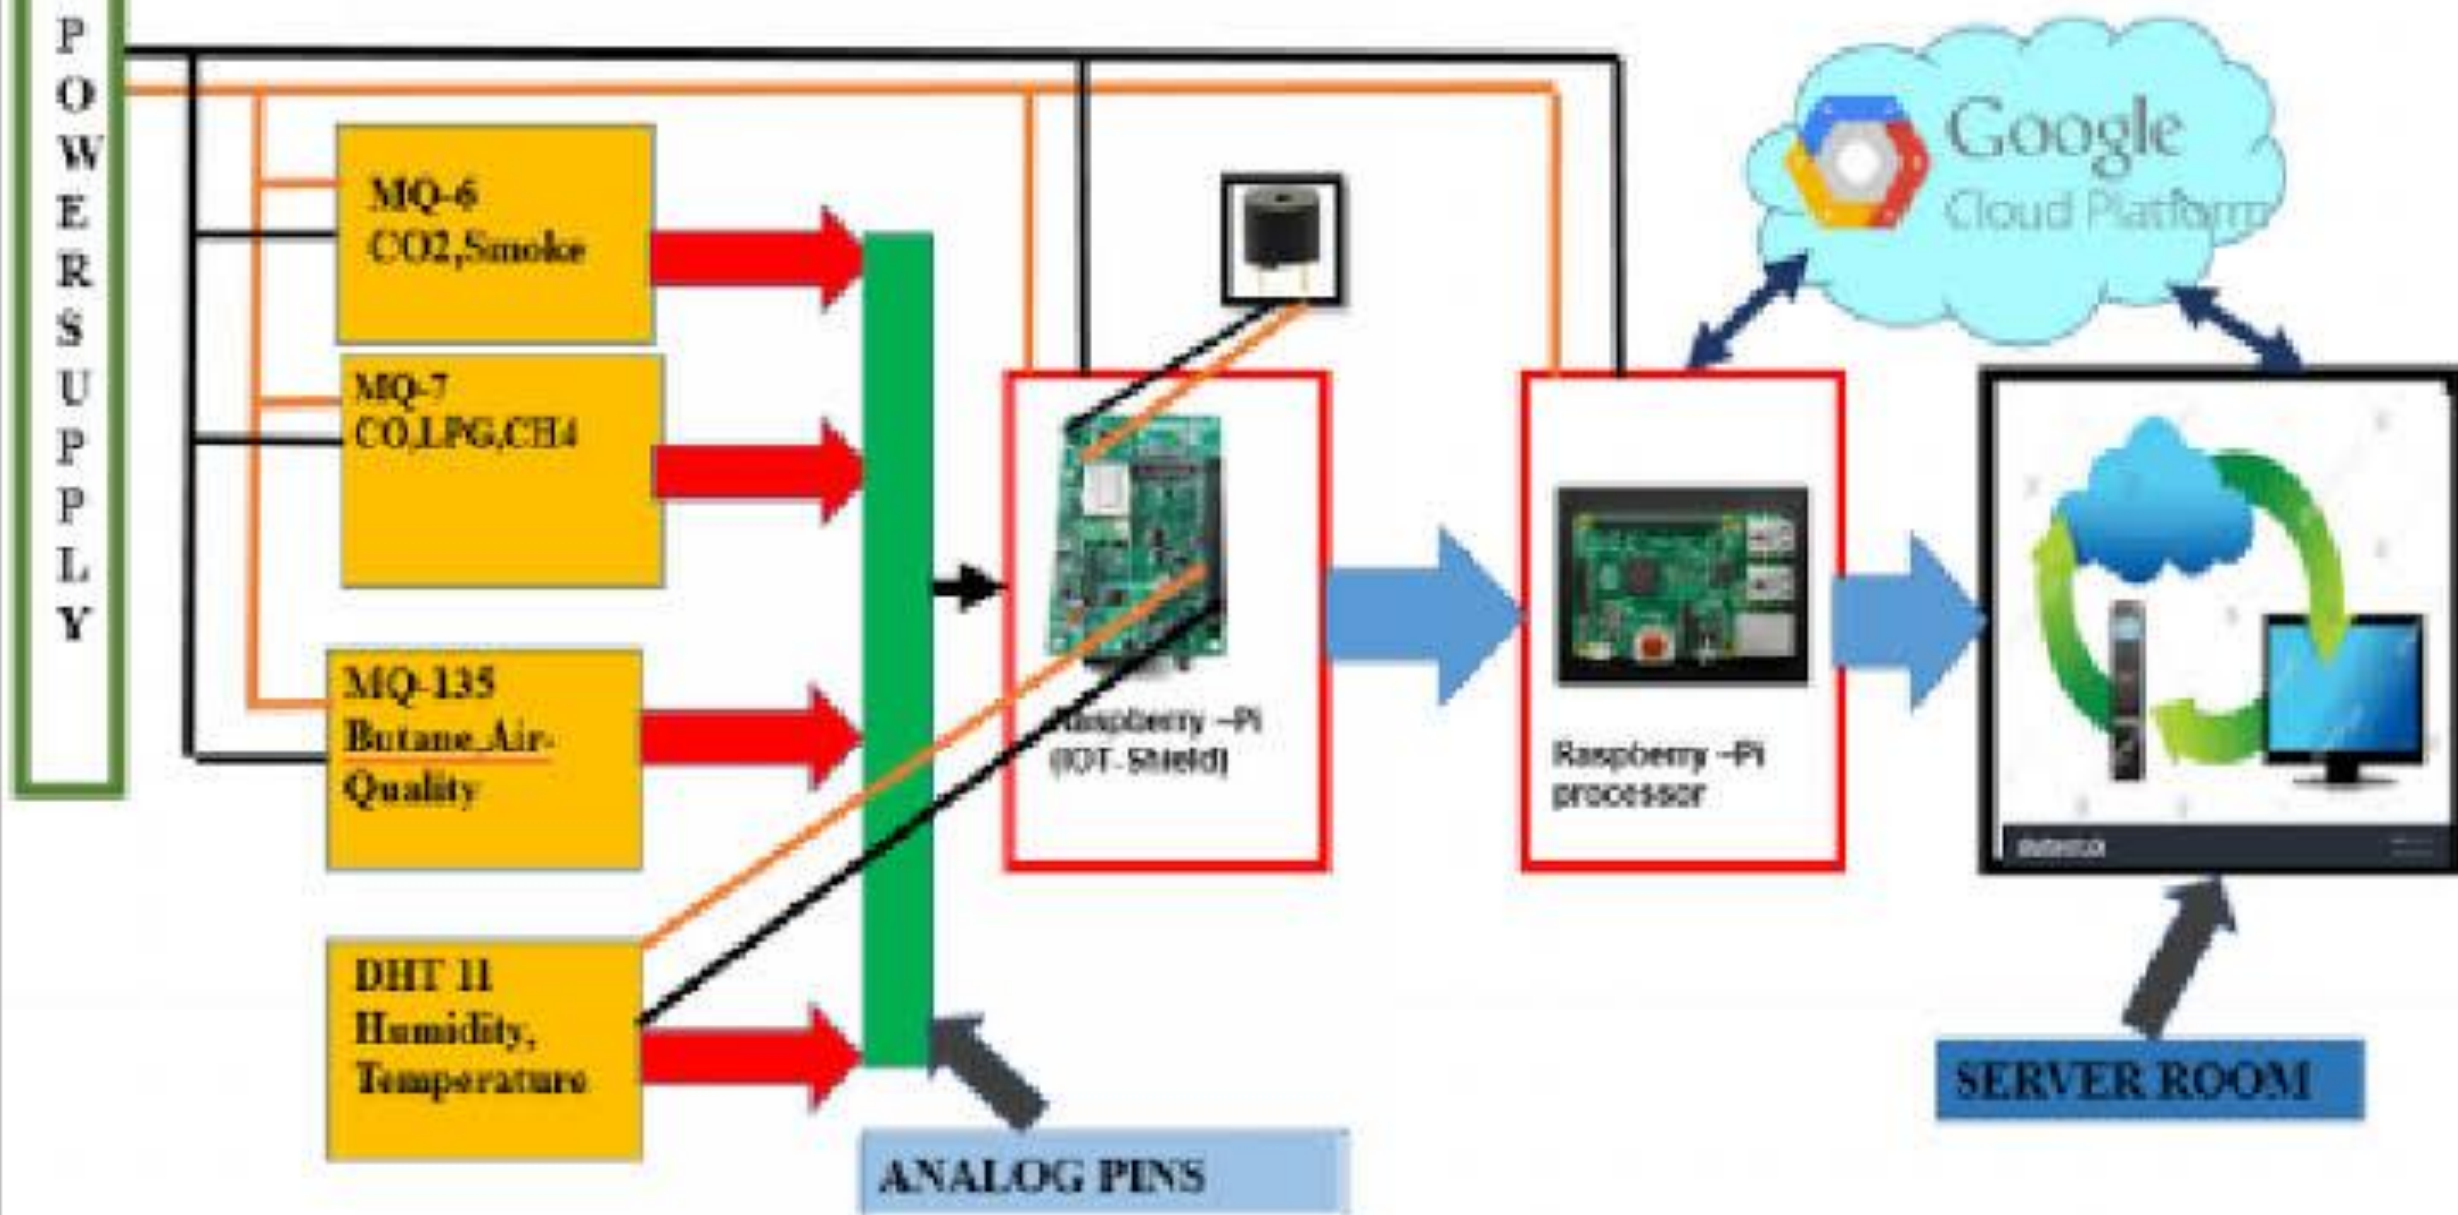 POWERSUPPLY
MQ-6
CO2,Smoke
MQ-7
CO,LPG,CH4
MQ-135
Butane,Air-
Quality
DHT 11
Humidity,
Temperature
ANALOG PINS
Raspberry –Pi
(IOT-Shield)
Raspberry –Pi
processor
Google
Cloud Platform
SERVER ROOM